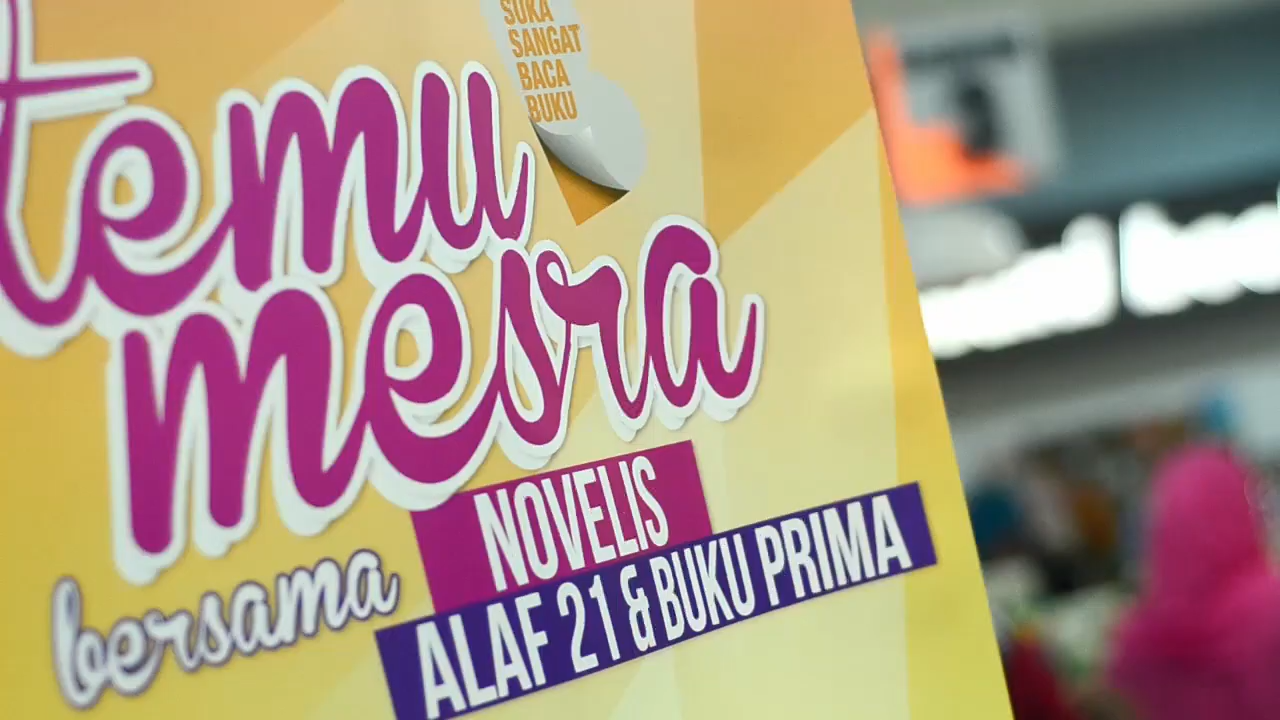 SUKA
SANGAT
BACA
BUKU
temu
mesra
bersama
NOVELIS
ALAF 21 & BUKU PRIMA